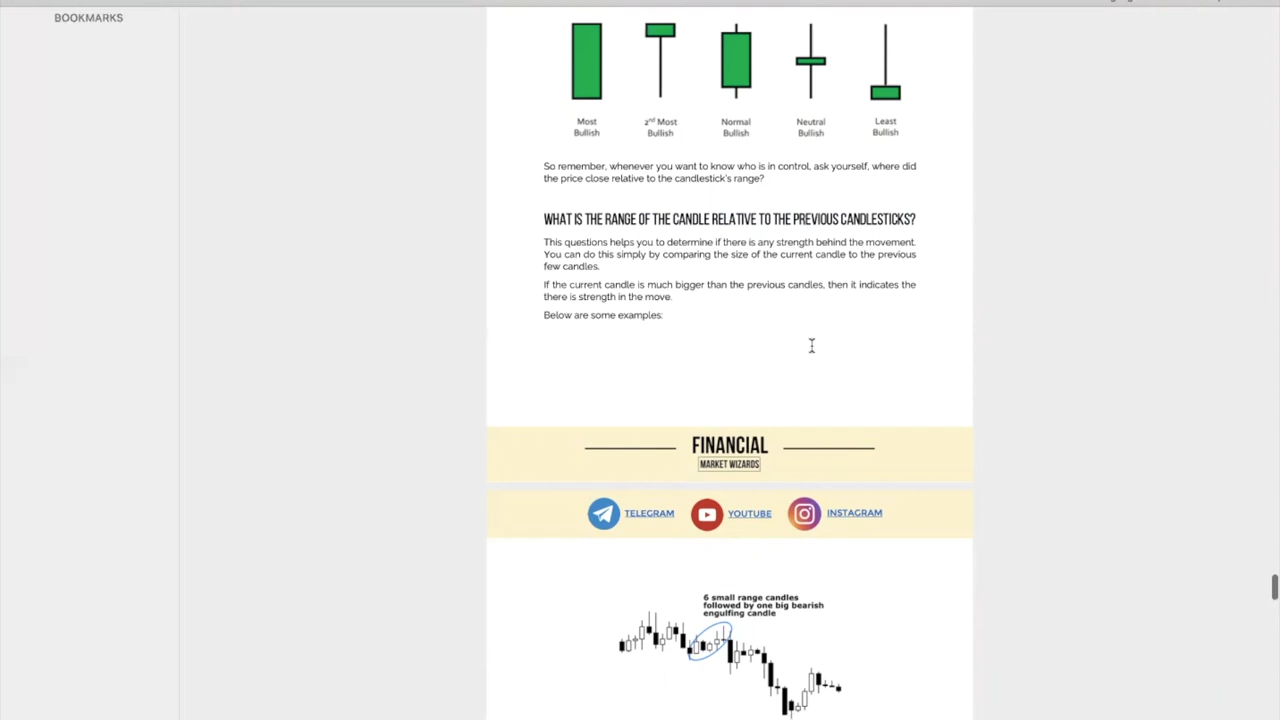 BOOKMARKS
Most
Bullish
2nd Most
Bullish
Normal
Bullish
Neutral
Bullish
Least
Bullish
So remember, whenever you want to know who is in control, ask yourself, where did
the price close relative to the candlestick's range?
WHAT IS THE RANGE OF THE CANDLE RELATIVE TO THE PREVIOUS CANDLESTICKS?
This questions helps you to determine if there is any strength behind the movement.
You can do this simply by comparing the size of the current candle to the previous
few candles.
If the current candle is much bigger than the previous candles, then it indicates the
there is strength in the move.
Below are some examples:
FINANCIAL
MARKET WIZARDS
TELEGRAM
YOUTUBE
INSTAGRAM
6 small range candles
followed by one big bearish
engulfing candle